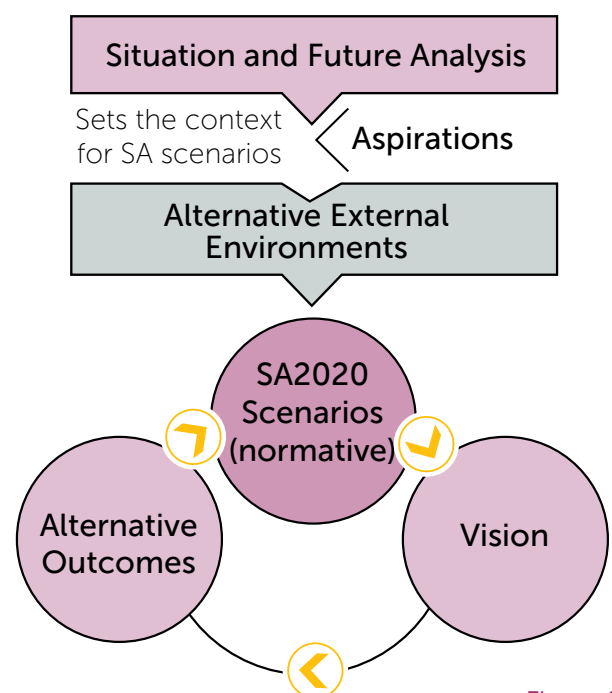 Situation and Future Analysis
Sets the context
for SA scenarios
Aspirations
Alternative External
Environments
SA2020
Scenarios
(normative)
Alternative
Outcomes
Vision